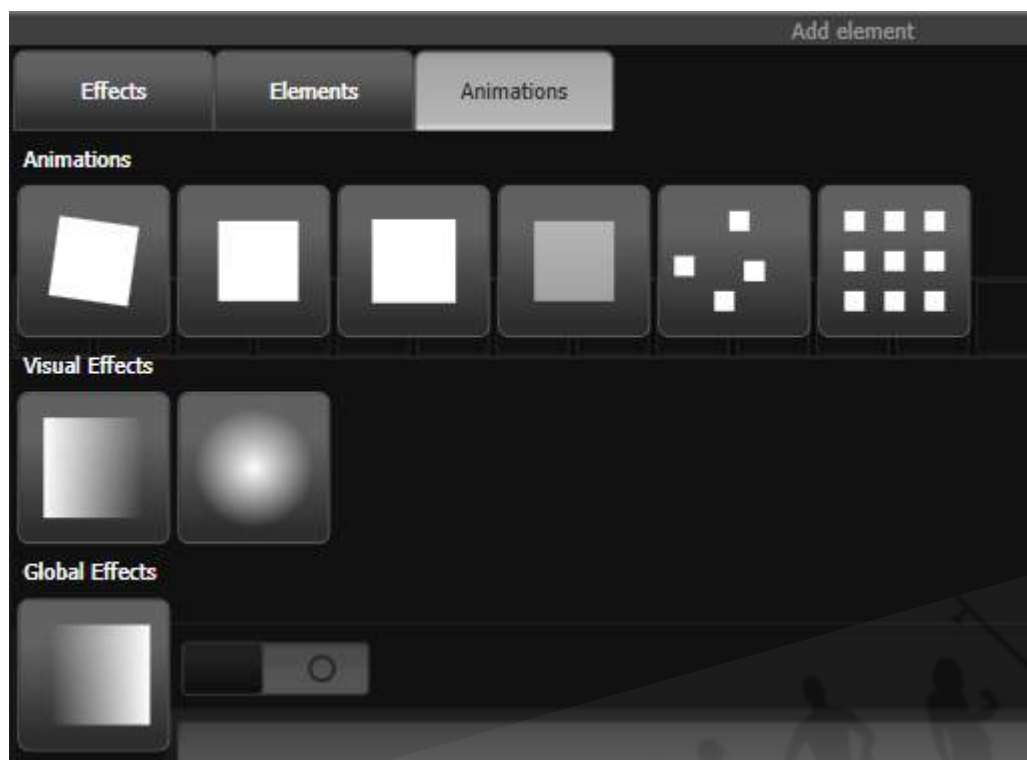 Add element
Effects Elements Animations
Animations
Visual Effects
Global Effects